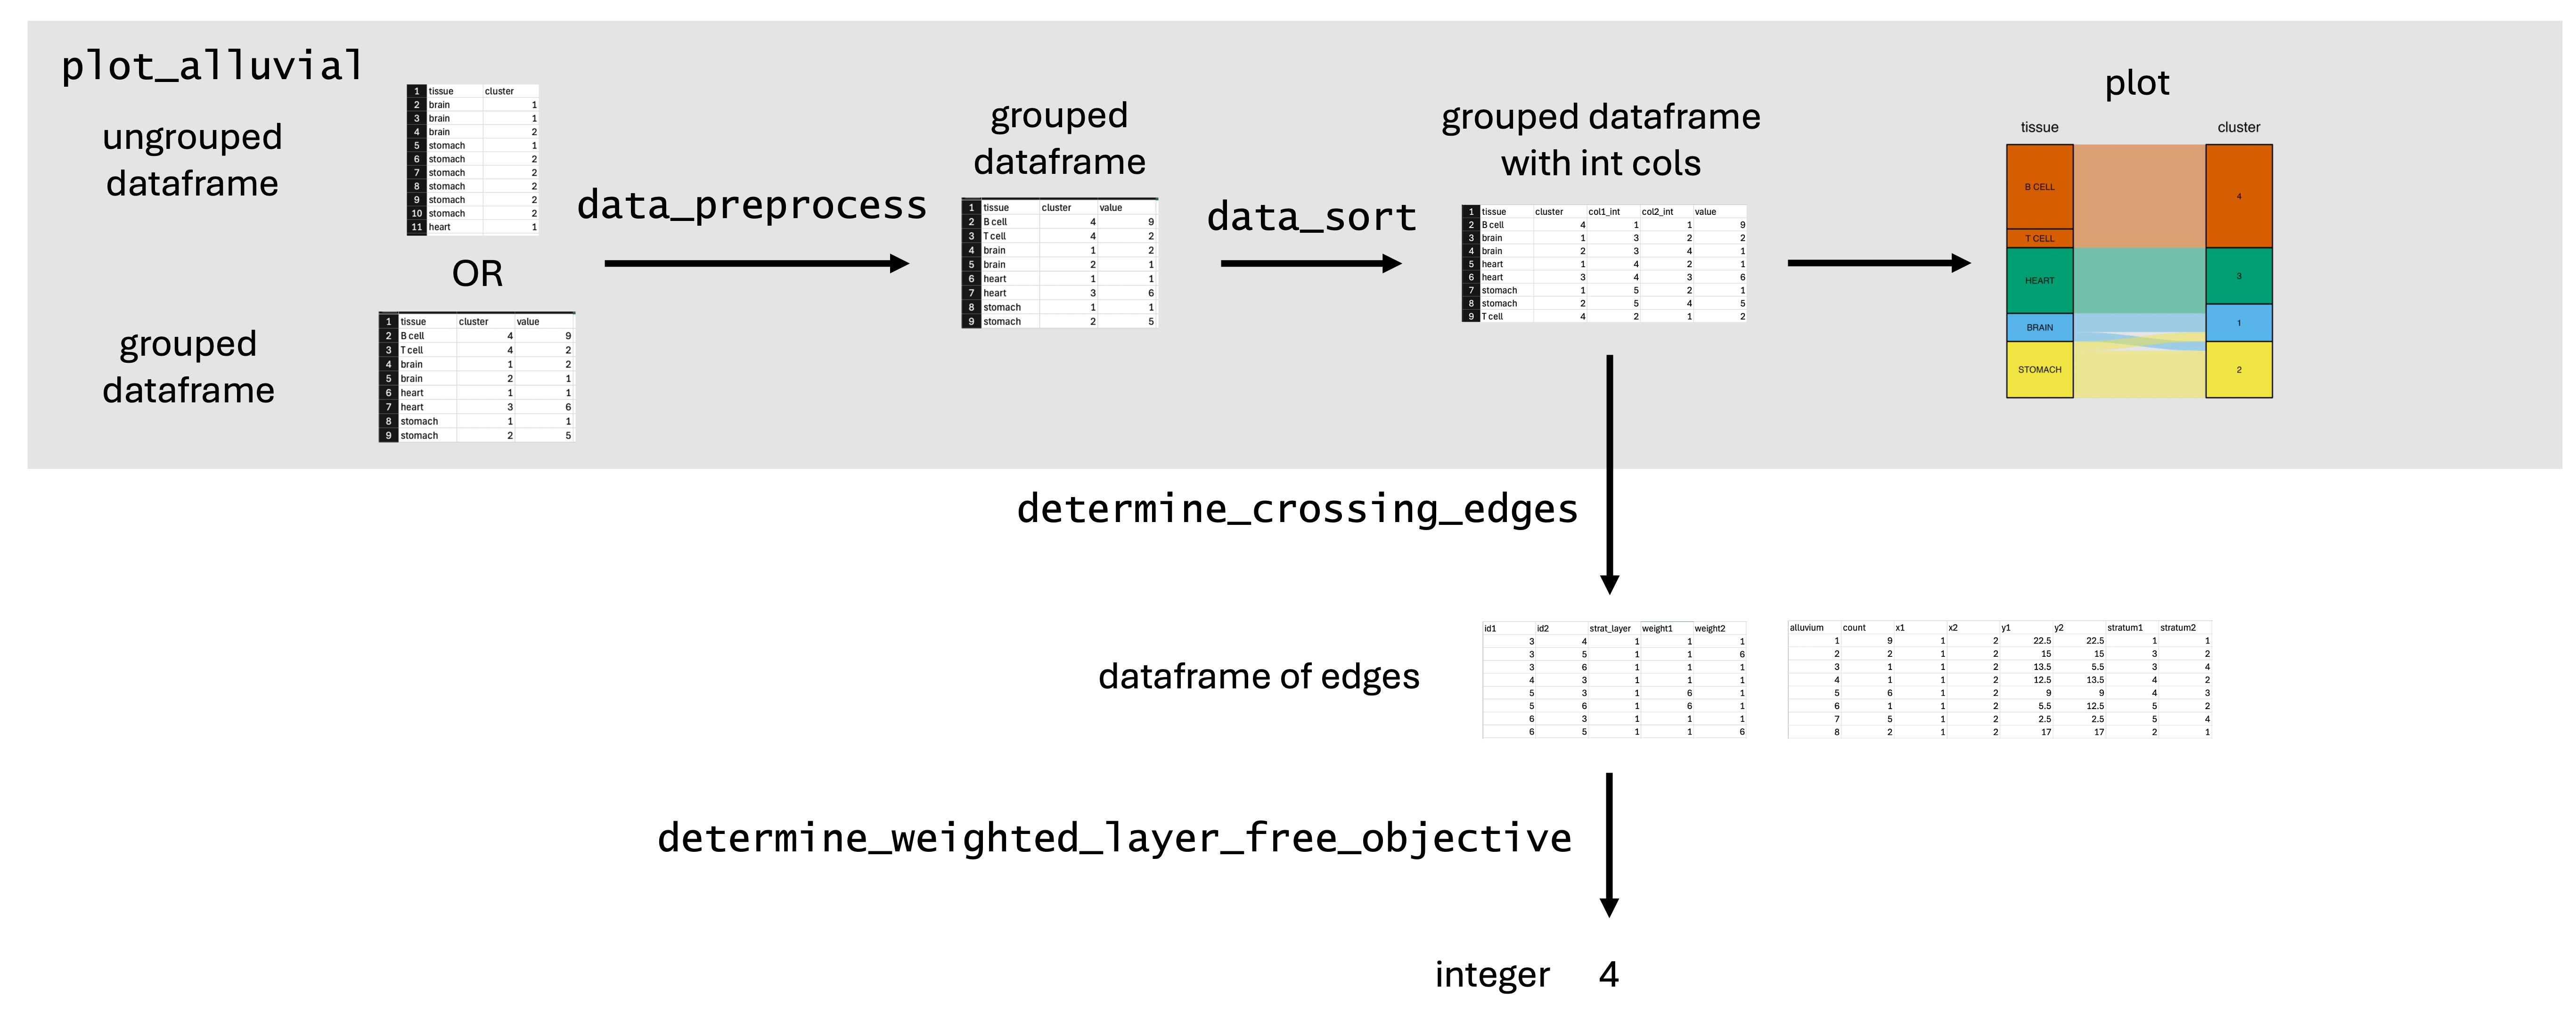 plot_alluvial
ungrouped
dataframe
1 tissue cluster
2 brain 1
3 brain 1
4 brain 2
5 stomach 1
6 stomach 2
7 stomach 2
8 stomach 2
9 stomach 2
10 stomach 2
11 heart 1
OR
grouped
dataframe
1 tissue cluster value
2 B cell 4 9
3 T cell 4 2
4 brain 1 2
5 brain 2 1
6 heart 1 1
7 heart 3 6
8 stomach 1 1
9 stomach 2 5
data_preprocess
grouped
dataframe
1 tissue cluster value
2 B cell 4 9
3 T cell 4 2
4 brain 1 2
5 brain 2 1
6 heart 1 1
7 heart 3 6
8 stomach 1 1
9 stomach 2 5
data_sort
grouped dataframe
with int cols
1 tissue cluster col1_int col2_int value
2 B cell 4 1 1 9
3 brain 1 3 2 2
4 brain 2 3 4 1
5 heart 1 4 2 1
6 heart 3 4 3 6
7 stomach 1 5 2 1
8 stomach 2 5 4 5
9 T cell 4 2 1 2
plot
tissue cluster
B CELL
T CELL
HEART
BRAIN
STOMACH
4
3
1
2
determine_crossing_edges
dataframe of edges
id1 id2 strat_layer weight1 weight2
3 4 1 1 1
3 5 1 1 6
3 6 1 1 1
4 3 1 1 1
5 3 1 6 1
5 6 1 6 1
6 3 1 1 1
6 5 1 1 6
alluvium count x1 x2 y1 y2 stratum1 stratum2
1 9 1 2 22.5 22.5 1 1
2 2 1 2 15 15 3 2
3 1 1 2 13.5 5.5 3 4
4 1 1 2 12.5 13.5 4 2
5 6 1 2 9 9 4 3
6 1 1 2 5.5 12.5 5 2
7 5 1 2 2.5 2.5 5 4
8 2 1 2 17 17 2 1
determine_weighted_layer_free_objective
integer 4